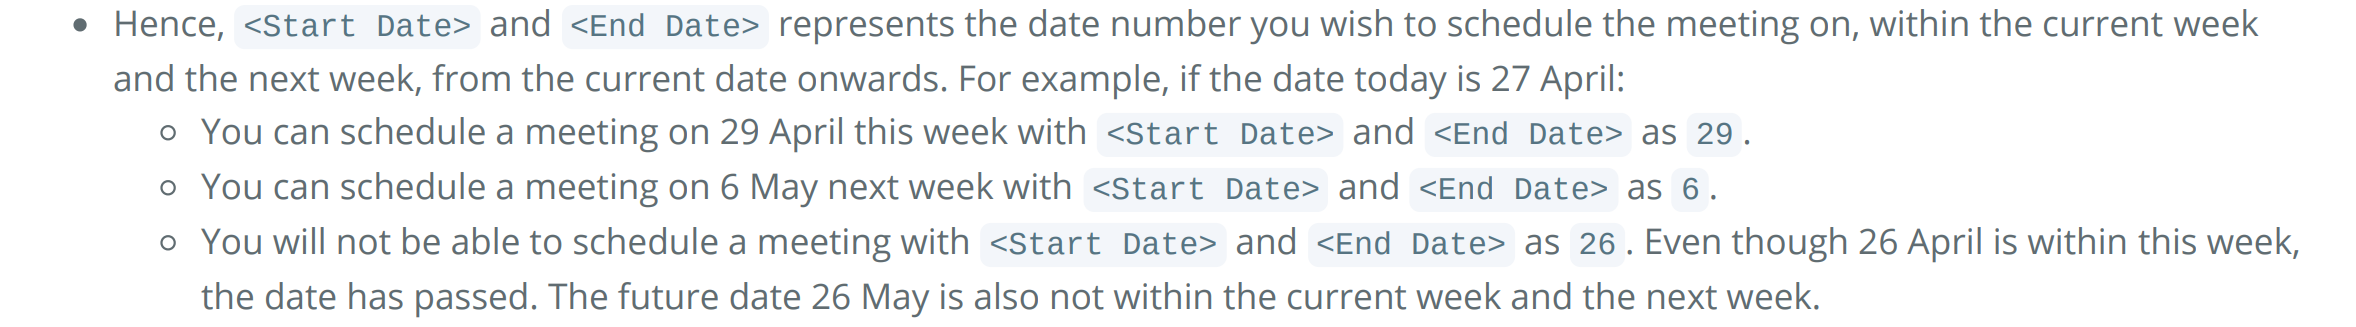 Hence, <Start Date> and <End Date> represents the date number you wish to schedule the meeting on, within the current week
and the next week, from the current date onwards. For example, if the date today is 27 April:
You can schedule a meeting on 29 April this week with <Start Date> and <End Date> as 29.
You can schedule a meeting on 6 May next week with <Start Date> and <End Date> as 6.
You will not be able to schedule a meeting with <Start Date> and <End Date> as 26. Even though 26 April is within this week,
the date has passed. The future date 26 May is also not within the current week and the next week.